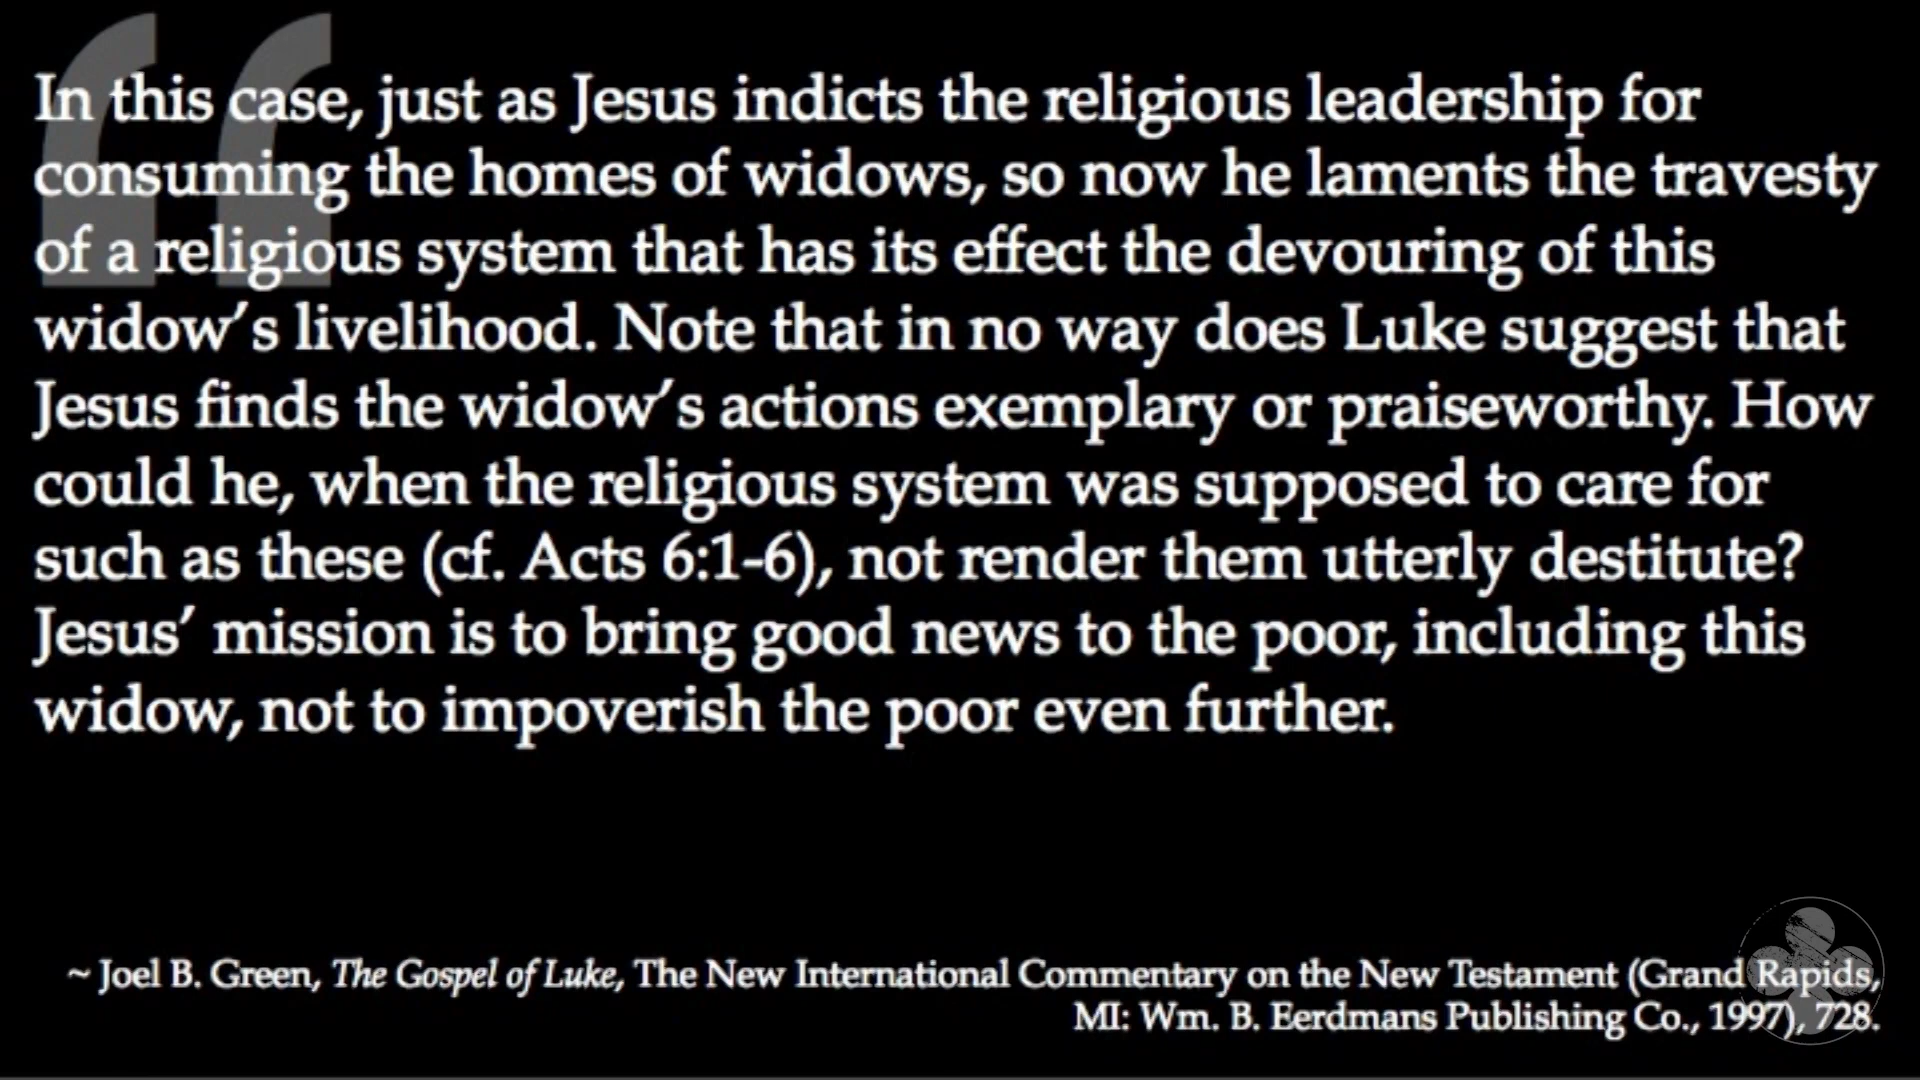 In this case, just as Jesus indicts the religious leadership for
consuming the homes of widows, so now he laments the travesty
of a religious system that has its effect the devouring of this
widow’s livelihood. Note that in no way does Luke suggest that
Jesus finds the widow’s actions exemplary or praiseworthy. How
could he, when the religious system was supposed to care for
such as these (cf. Acts 6:1-6), not render them utterly destitute?
Jesus’ mission is to bring good news to the poor, including this
widow, not to impoverish the poor even further.
~ Joel B. Green, The Gospel of Luke, The New International Commentary on the New Testament (Grand Rapids,
MI: Wm. B. Eerdmans Publishing Co., 1997), 728.